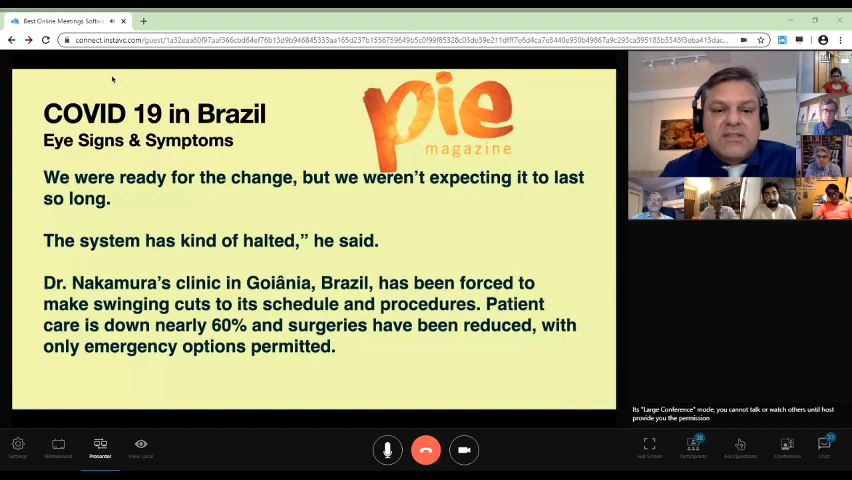 Best Online Meetings Softw
connect.instavc.com/guest/
COVID 19 in Brazil
Eye Signs & Symptoms
pie
magazine
We were ready for the change, but we weren't expecting it to last
so long.
The system has kind of halted,” he said.
Dr. Nakamura's clinic in Goiânia, Brazil, has been forced to
make swinging cuts to its schedule and procedures. Patient
care is down nearly 60% and surgeries have been reduced, with
only emergency options permitted.
Its "Large Conference" mode, you cannot talk or watch others until host
provide you the permission
Settings
Whiteboard
Presenter
View Local
Full Screen
38
Participants
Ask Questions
Conference
33
Chat